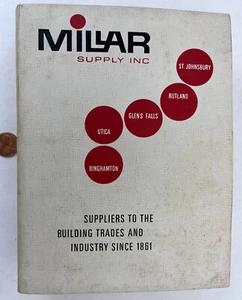 MILLAR
SUPPLY INC
ST. JOHNSBURY
RUTLAND
GLENS FALLS
UTICA
BINGHAMTON
SUPPLIERS TO THE
BUILDING TRADES AND
INDUSTRY SINCE 1861